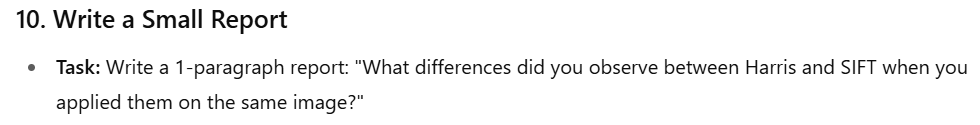 10. Write a Small Report
• Task: Write a 1-paragraph report: "What differences did you observe between Harris and SIFT when you
applied them on the same image?"